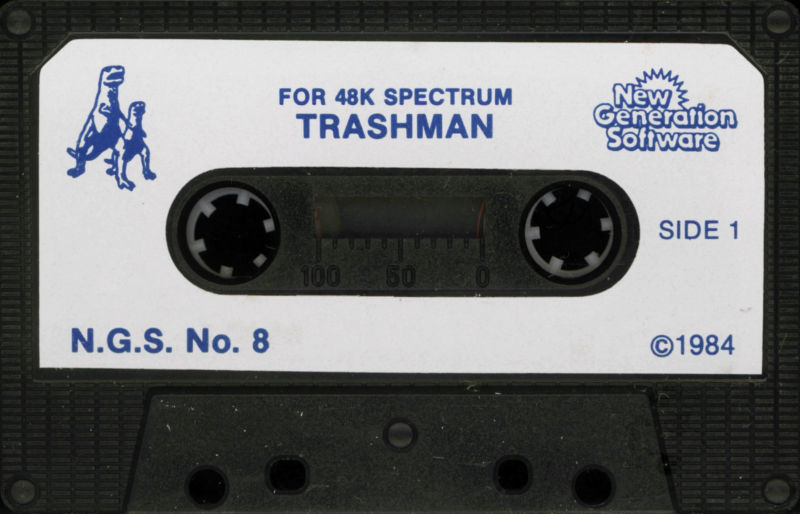 FOR 48K SPECTRUM
TRASHMAN
New
Generation
Software
SIDE 1
100 50 0
N.G.S. No. 8
©1984